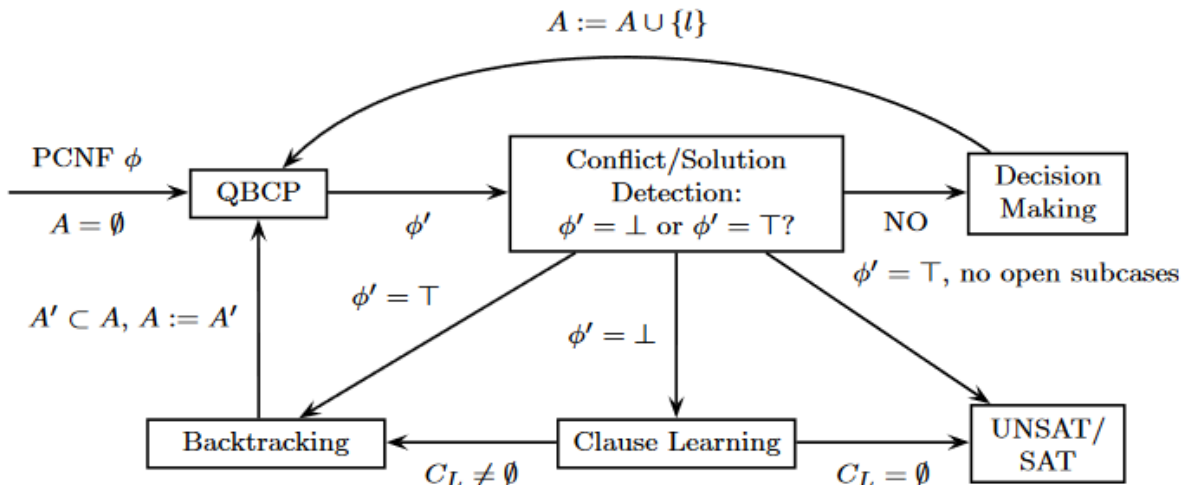 A := A ∪ {l}
PCNF ϕ
A = ∅
QBCP
ϕ′
Conflict/Solution
Detection:
ϕ′ = ⊥ or ϕ′ = ⊤?
NO
Decision
Making
ϕ′ = ⊤, no open subcases
A′ ⊂ A, A := A′
ϕ′ = ⊤
ϕ′ = ⊥
Backtracking
C_L ≠ ∅
Clause Learning
C_L = ∅
UNSAT/
SAT